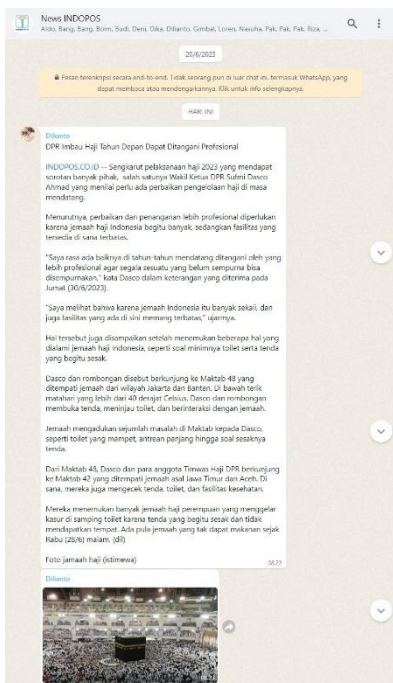 News INDOPOS
Aldo, Bang, Bang, Boim, Budi, Deni, Dika, Dilianto, Gimbal, Loren, Nasuha, Pak, Pak, Pak, Pak, Riza, ...
20/6/2023
Pesan terenkripsi secara end-to-end. Tidak seorang pun di luar chat ini, termasuk WhatsApp, yang
dapat membaca atau mendengarkannya. Klik untuk info selengkapnya.
HARI INI
Dilianto
DPR Imbau Haji Tahun Depan Dapat Ditangani Profesional
INDOPOS.CO.ID -- Sengkarut pelaksanaan haji 2023 yang mendapat
sorotan banyak pihak, salah satunya Wakil Ketua DPR Sufmi Dasco
Ahmad yang menilai perlu ada perbaikan pengelolaan haji di masa
mendatang.
Menurutnya, perbaikan dan penanganan lebih profesional diperlukan
karena jemaah haji Indonesia begitu banyak, sedangkan fasilitas yang
tersedia di sana terbatas.
"Saya rasa ada baiknya di tahun-tahun mendatang ditangani oleh yang
lebih profesional agar segala sesuatu yang belum sempurna bisa
disempurnakan," kata Dasco dalam keterangan yang diterima pada
Jumat (30/6/2023).
"Saya melihat bahwa karena jemaah Indonesia itu banyak sekali, dan
juga fasilitas yang ada di sini memang terbatas," ujarnya.
Hal tersebut juga disampaikan setelah menemukan beberapa hal yang
dialami jemaah haji Indonesia, seperti soal minimnya toilet serta tenda
yang begitu sesak.
Dasco dan rombongan disebut berkunjung ke Maktab 48 yang
ditempati jemaah dari wilayah Jakarta dan Banten. Di bawah terik
matahari yang lebih dari 40 derajat Celsius, Dasco dan rombongan
membuka tenda, meninjau toilet, dan berinteraksi dengan jemaah.
Jemaah mengadukan sejumlah masalah di Maktab kepada Dasco,
seperti toilet yang mampet, antrean panjang hingga soal sesaknya
tenda.
Dari Maktab 48, Dasco dan para anggota Timwas Haji DPR berkunjung
ke Maktab 42 yang ditempati jemaah asal Jawa Timur dan Aceh. Di
sana, mereka juga mengecek tenda, toilet, dan fasilitas kesehatan.
Mereka menemukan banyak jemaah haji perempuan yang menggelar
kasur di samping toilet karena tenda yang begitu sesak dan tidak
mendapatkan tempat. Ada pula jemaah yang tak dapat makanan sejak
Rabu (28/6) malam. (dil)
Foto jamaah haji (istimewa)
Dilianto